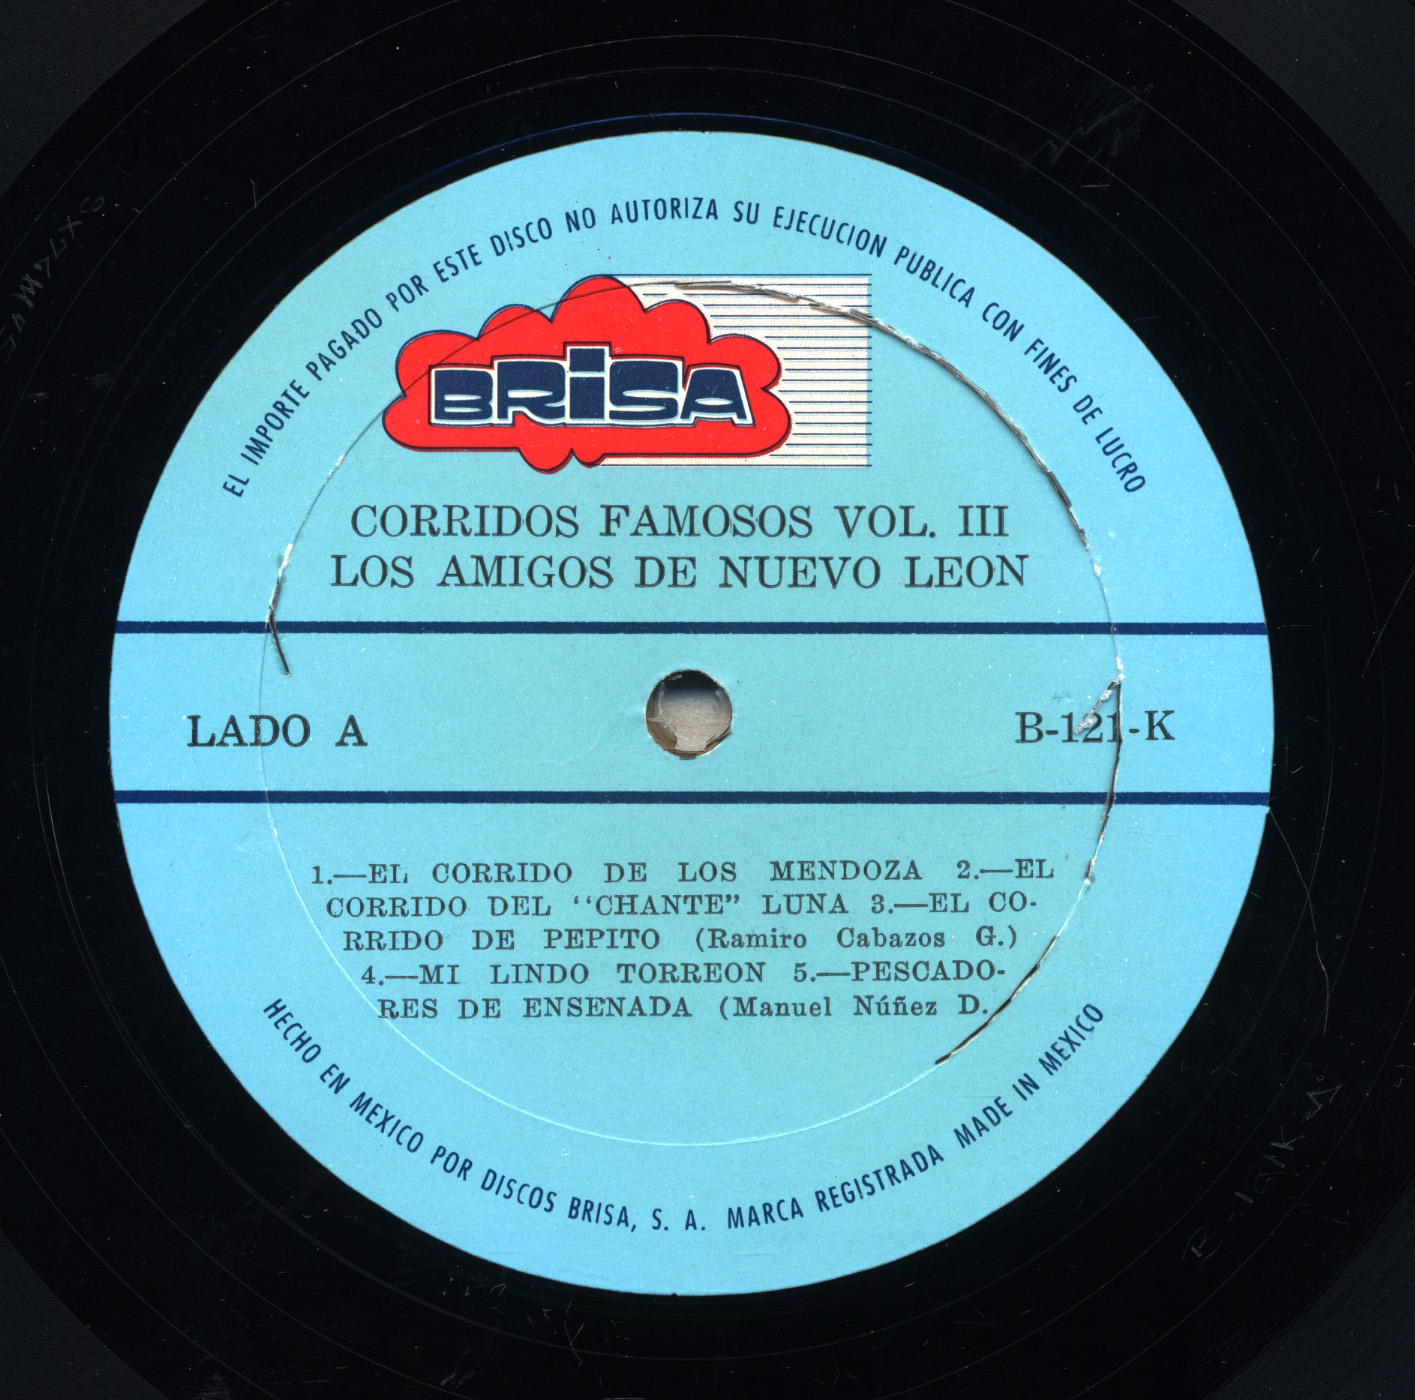 EL IMPORTE PAGADO POR ESTE DISCO NO AUTORIZA SU EJECUCION PUBLICA CON FINES DE LUCRO
BRiSA
CORRIDOS FAMOSOS VOL. III
LOS AMIGOS DE NUEVO LEON
LADO A
B-121-K
1.—EL CORRIDO DE LOS MENDOZA 2.—EL
CORRIDO DEL "CHANTE" LUNA 3.—EL CO-
RRIDO DE PEPITO (Ramiro Cabazos G.)
4.—MI LINDO TORREON 5.—PESCADO-
RES DE ENSENADA (Manuel Núñez D.
HECHO EN MEXICO POR DISCOS BRISA, S. A. MARCA REGISTRADA MADE IN MEXICO